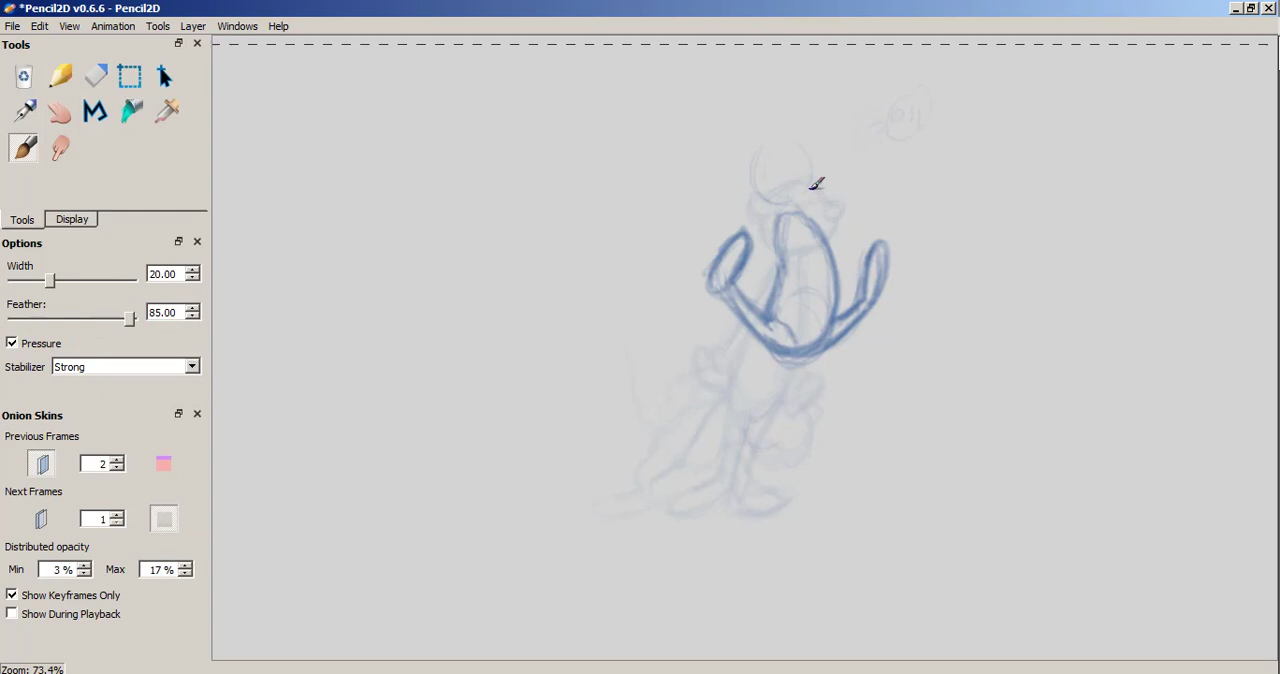 *Pencil2D v0.6.6 - Pencil2D
File Edit View Animation Tools Layer Windows Help
Tools
Tools Display
Options
Width
20.00
Feather:
85.00
Pressure
Stabilizer Strong
Onion Skins
Previous Frames
2
Next Frames
1
Distributed opacity
Min 3 % Max 17 %
Show Keyframes Only
Show During Playback
Zoom: 73.4%